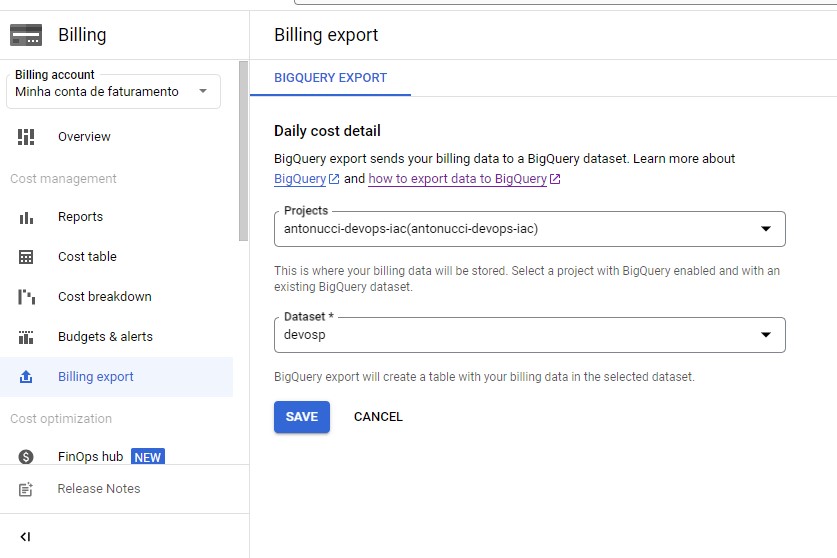 Billing
Billing account
Minha conta de faturamento
Overview
Cost management
Reports
Cost table
Cost breakdown
Budgets & alerts
Billing export
Cost optimization
FinOps hub NEW
Release Notes
Billing export
BIGQUERY EXPORT
Daily cost detail
BigQuery export sends your billing data to a BigQuery dataset. Learn more about
BigQuery and how to export data to BigQuery
Projects
antonucci-devops-iac(antonucci-devops-iac)
This is where your billing data will be stored. Select a project with BigQuery enabled and with an
existing BigQuery dataset.
Dataset *
devosp
BigQuery export will create a table with your billing data in the selected dataset.
SAVE CANCEL